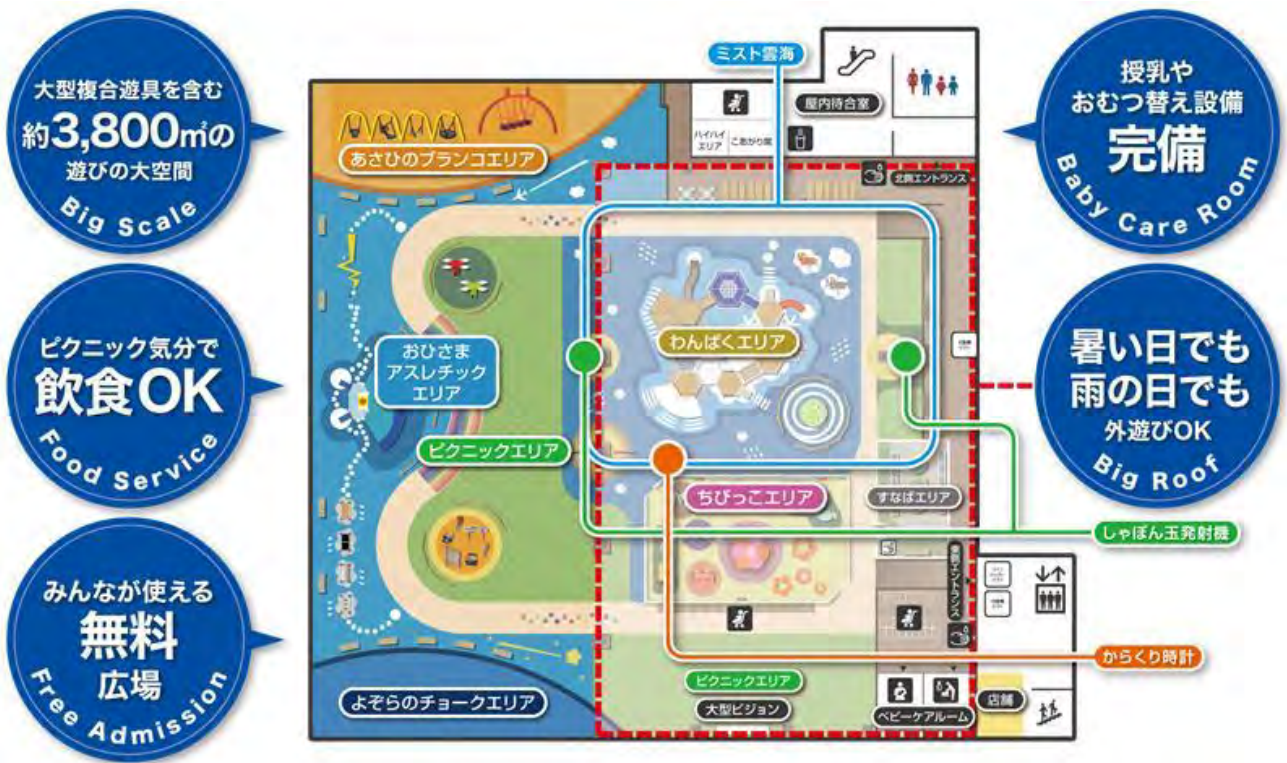 大型複合遊具を含む
約3,800㎡の
遊びの大空間
Big Scale
ピクニック気分で
飲食OK
Food Service
みんなが使える
無料
広場
Free Admission
ミスト雲海
屋内待合室
ハイハイ
エリア
こあがり席
北側エントランス
あさひのブランコエリア
わんぱくエリア
おひさま
アスレチック
エリア
ピクニックエリア
ちびっこエリア
すなばエリア
しゃぼん玉発射機
東側エントランス
からくり時計
ピクニックエリア
大型ビジョン
よぞらのチョークエリア
ベビーケアルーム
店舗
授乳や
おむつ替え設備
完備
Baby Care Room
暑い日でも
雨の日でも
外遊びOK
Big Roof